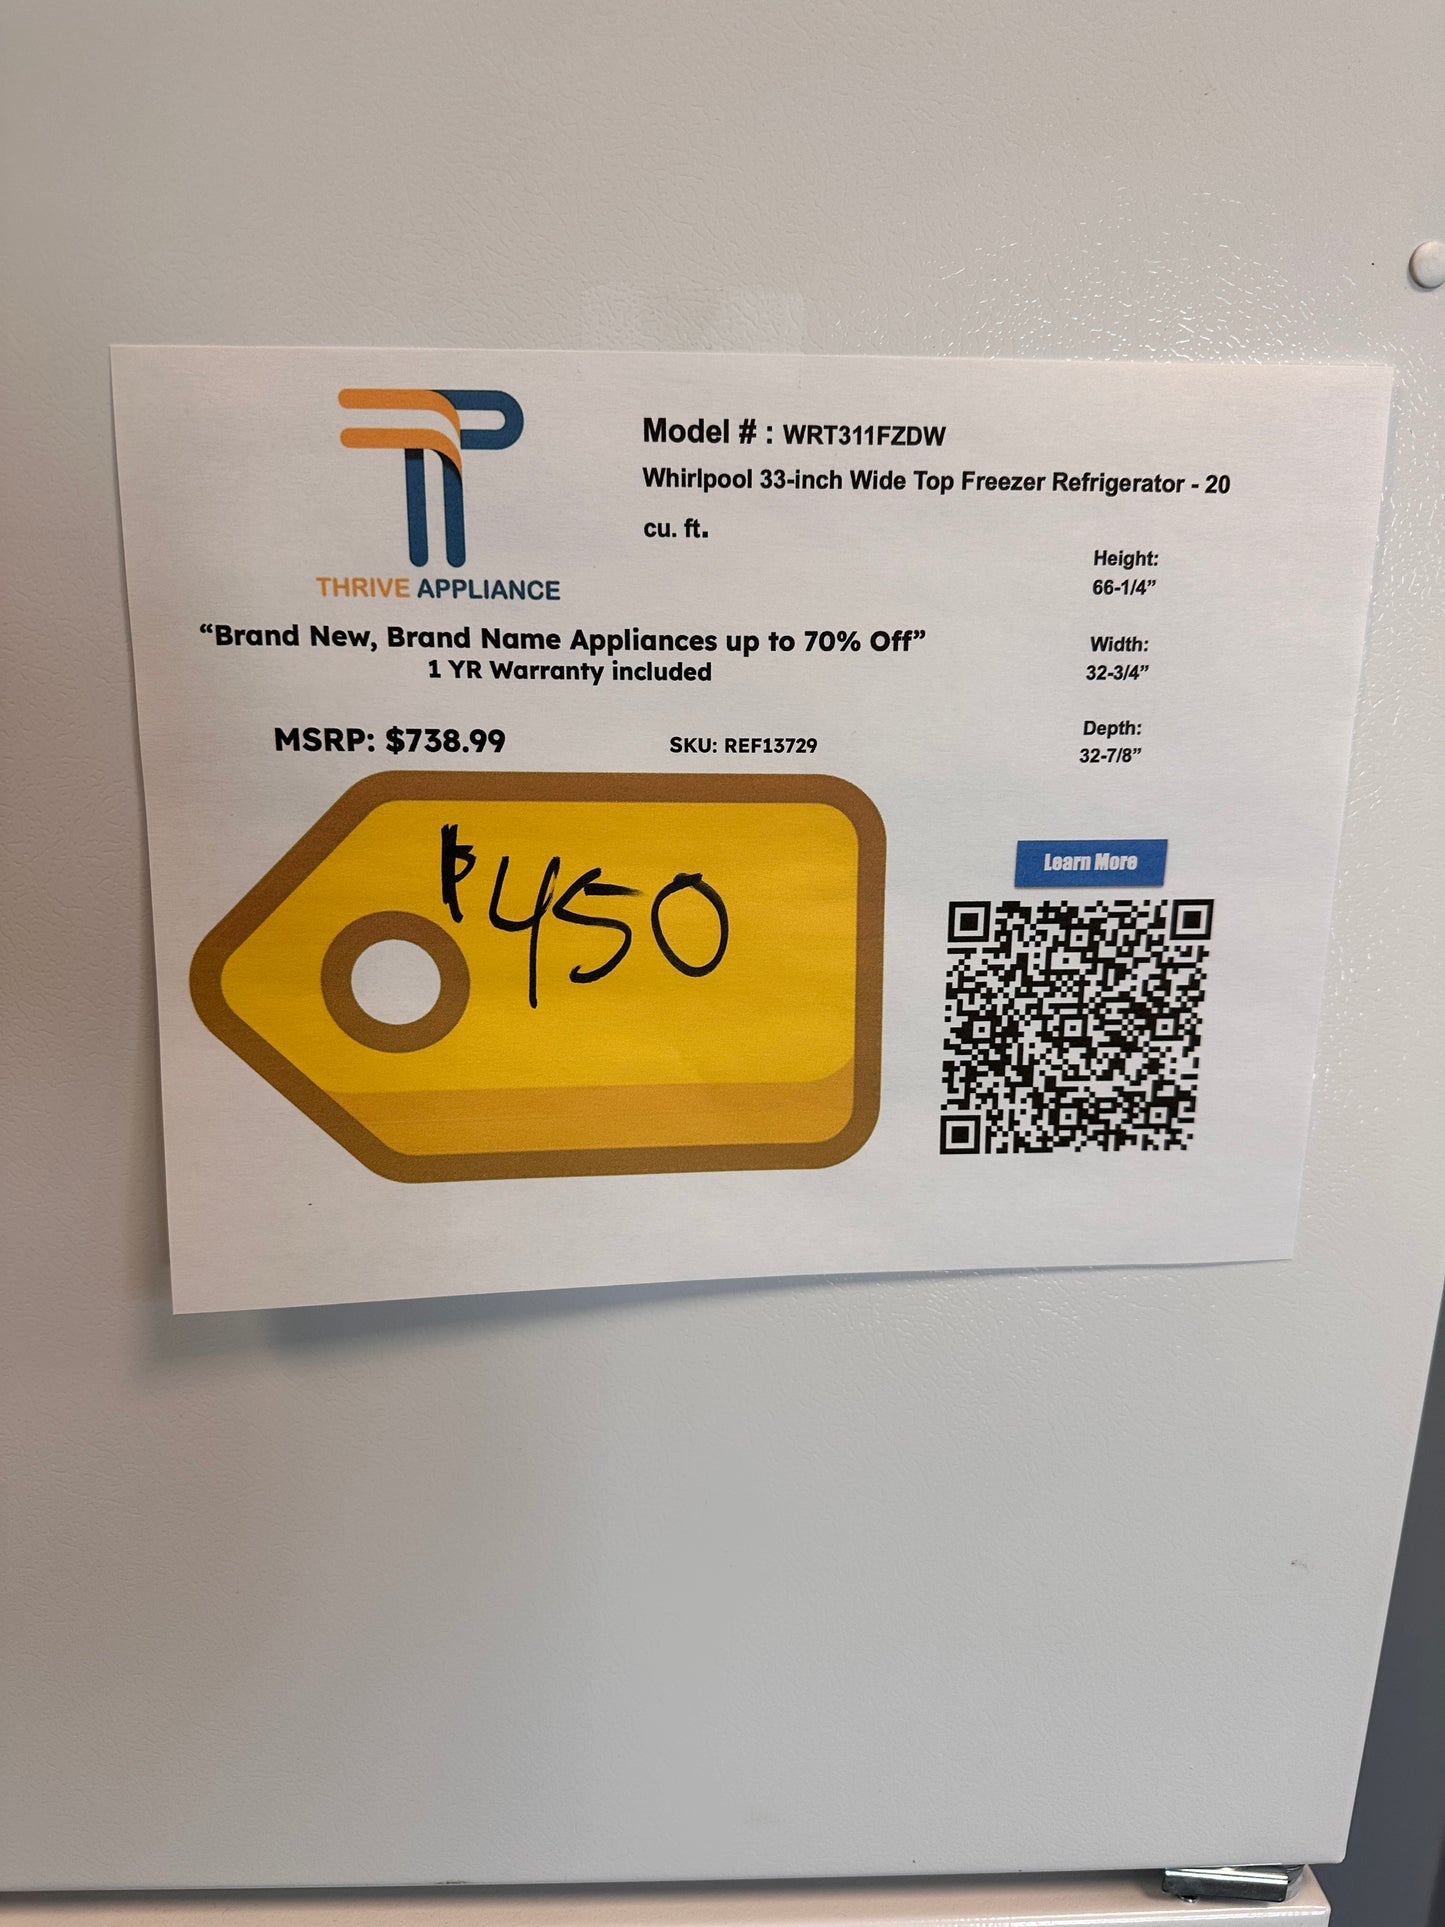 Model # : WRT311FZDW
Whirlpool 33-inch Wide Top Freezer Refrigerator - 20
cu. ft.
THRIVE APPLIANCE
“Brand New, Brand Name Appliances up to 70% Off”
1 YR Warranty included
MSRP: $738.99
SKU: REF13729
Height:
66-1/4”
Width:
32-3/4”
Depth:
32-7/8”
$450
Learn More